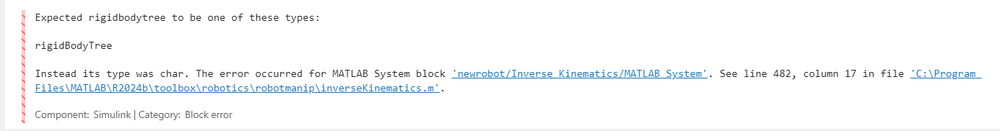 Expected rigidbodytree to be one of these types:
rigidBodyTree
Instead its type was char. The error occurred for MATLAB System block 'newrobot/Inverse Kinematics/MATLAB System'. See line 482, column 17 in file 'C:\Program
Files\MATLAB\R2024b\toolbox\robotics\robotmanip\inverseKinematics.m'.
Component: Simulink | Category: Block error